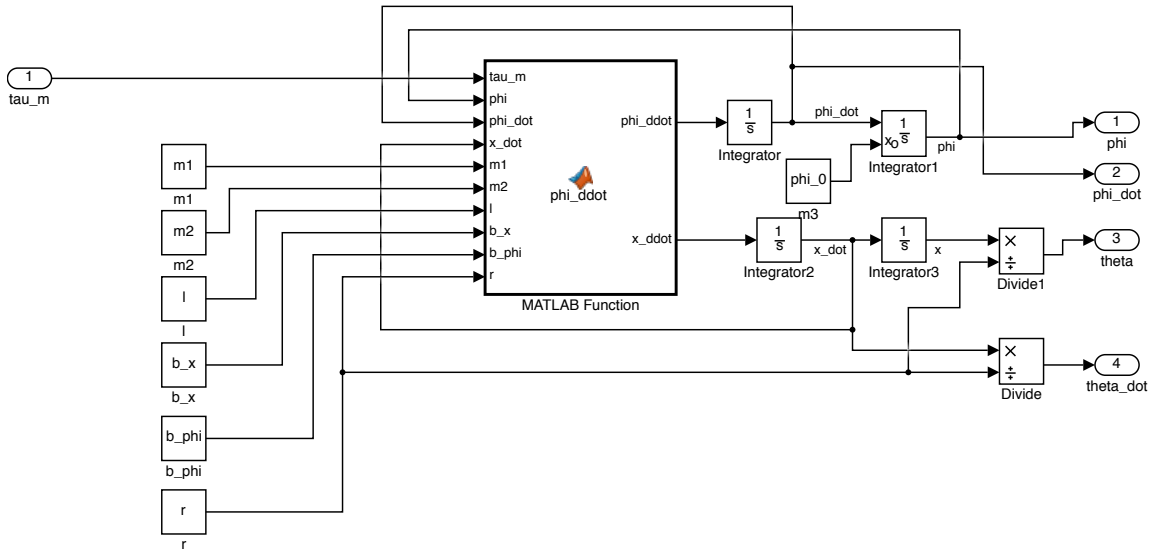 1
tau_m
m1
m1
m2
m2
l
l
b_x
b_x
b_phi
b_phi
r
r
tau_m
phi
phi_dot
x_dot
m1
m2
l
b_x
b_phi
r
phi_ddot
phi_ddot
x_ddot
MATLAB Function
1
s
Integrator
phi_dot
phi_0
m3
xo
1
s
Integrator1
phi
1
s
Integrator2
x_dot
1
s
Integrator3
x
×
÷
Divide1
×
÷
Divide
1
phi
2
phi_dot
3
theta
4
theta_dot